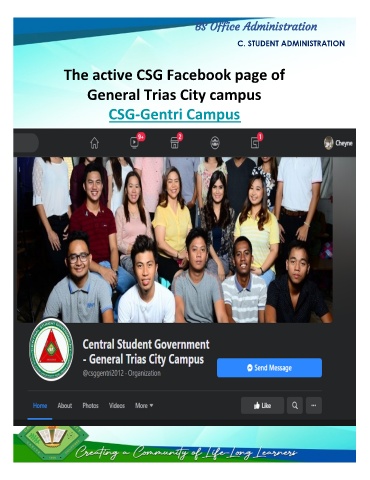 BS Office Administration
C. STUDENT ADMINISTRATION
The active CSG Facebook page of
General Trias City campus
CSG-Gentri Campus
9+
2
1
Cheyne
Central Student Government
- General Trias City Campus
@csggentri2012 · Organization
Send Message
Home About Photos Videos More
Like
Creating a Community of Life-Long Learners